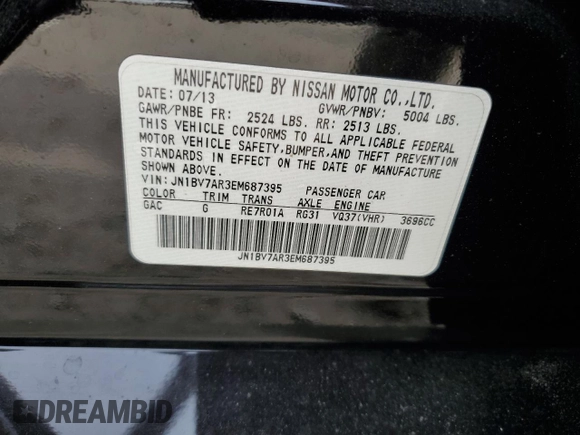 MANUFACTURED BY NISSAN MOTOR CO.,LTD.
DATE: 07/13 GVWR/PNBV: 5004 LBS.
GAWR/PNBE FR: 2524 LBS. RR: 2513 LBS.
THIS VEHICLE CONFORMS TO ALL APPLICABLE FEDERAL
MOTOR VEHICLE SAFETY,BUMPER,AND THEFT PREVENTION
STANDARDS IN EFFECT ON THE DATE OF MANUFACTURE
SHOWN ABOVE.
VIN: JN1BV7AR3EM687395 PASSENGER CAR
COLOR TRIM TRANS AXLE ENGINE
GAC G RE7R01A RG31 VQ37(VHR) 3696CC
JN1BV7AR3EM687395
DREAMBID